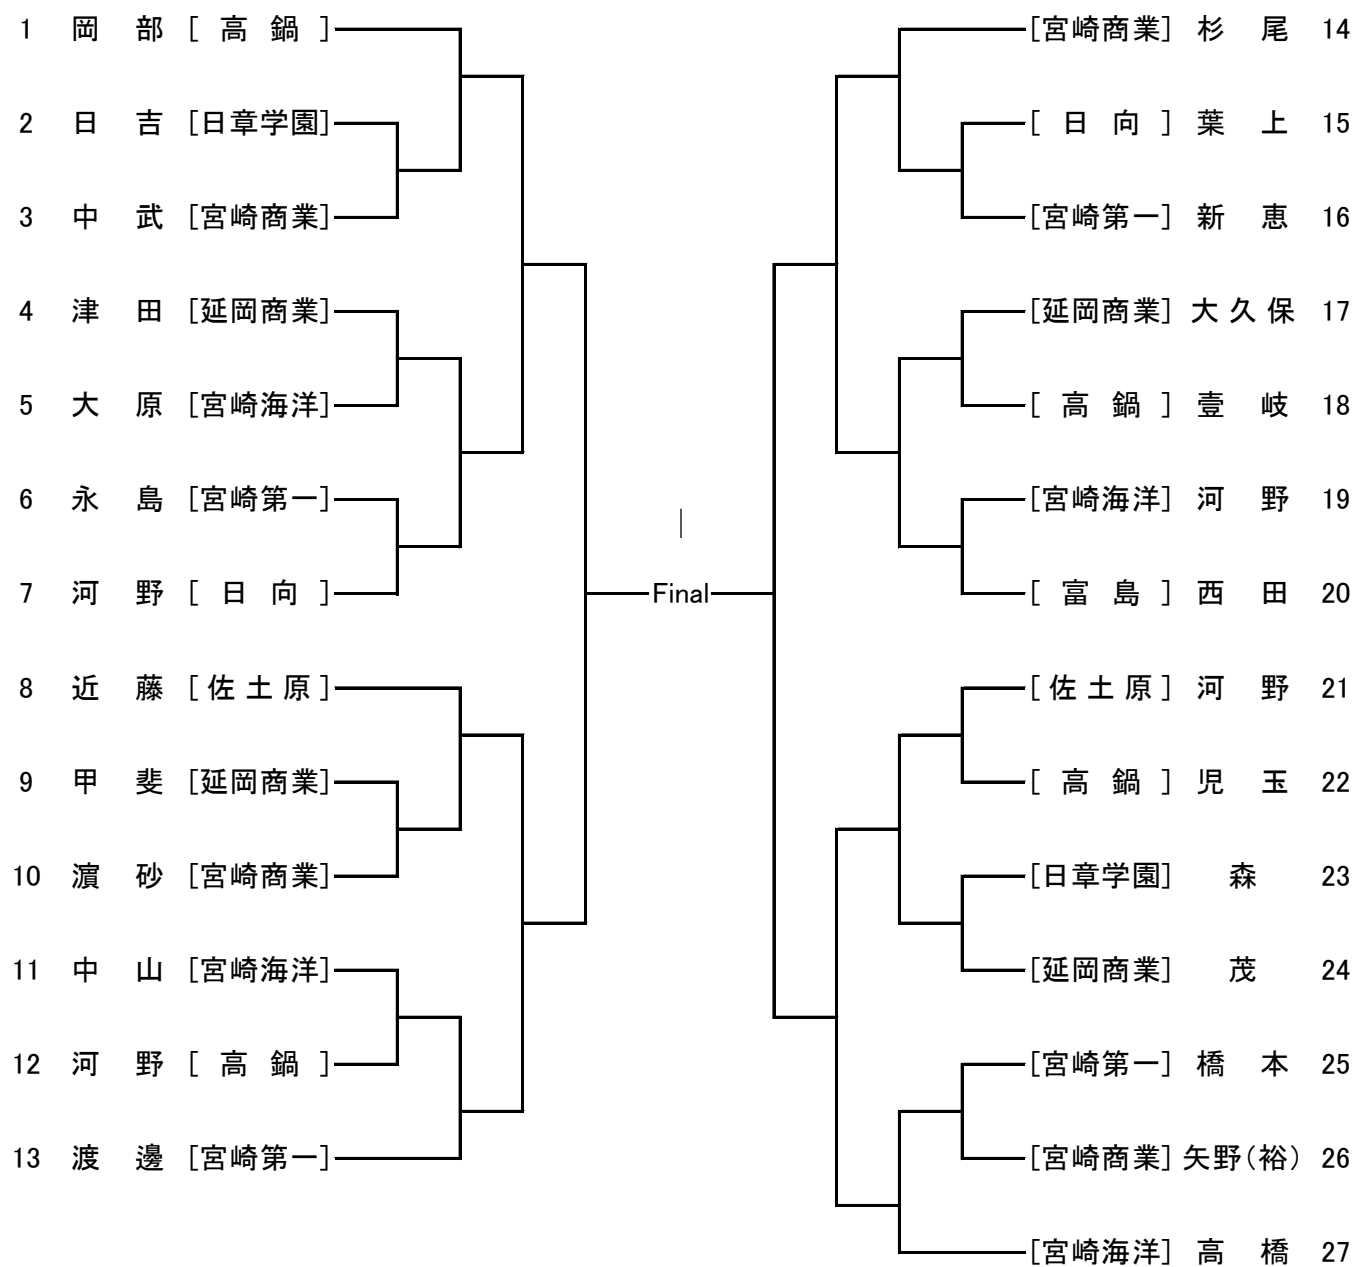 1 岡部 [高鍋]
2 日吉 [日章学園]
3 中武 [宮崎商業]
4 津田 [延岡商業]
5 大原 [宮崎海洋]
6 永島 [宮崎第一]
7 河野 [日向]
8 近藤 [佐土原]
9 甲斐 [延岡商業]
10 濵砂 [宮崎商業]
11 中山 [宮崎海洋]
12 河野 [高鍋]
13 渡邊 [宮崎第一]
Final
[宮崎商業] 杉尾 14
[日向] 葉上 15
[宮崎第一] 新恵 16
[延岡商業] 大久保 17
[高鍋] 壹岐 18
[宮崎海洋] 河野 19
[富島] 西田 20
[佐土原] 河野 21
[高鍋] 児玉 22
[日章学園] 森 23
[延岡商業] 茂 24
[宮崎第一] 橋本 25
[宮崎商業] 矢野(裕) 26
[宮崎海洋] 高橋 27